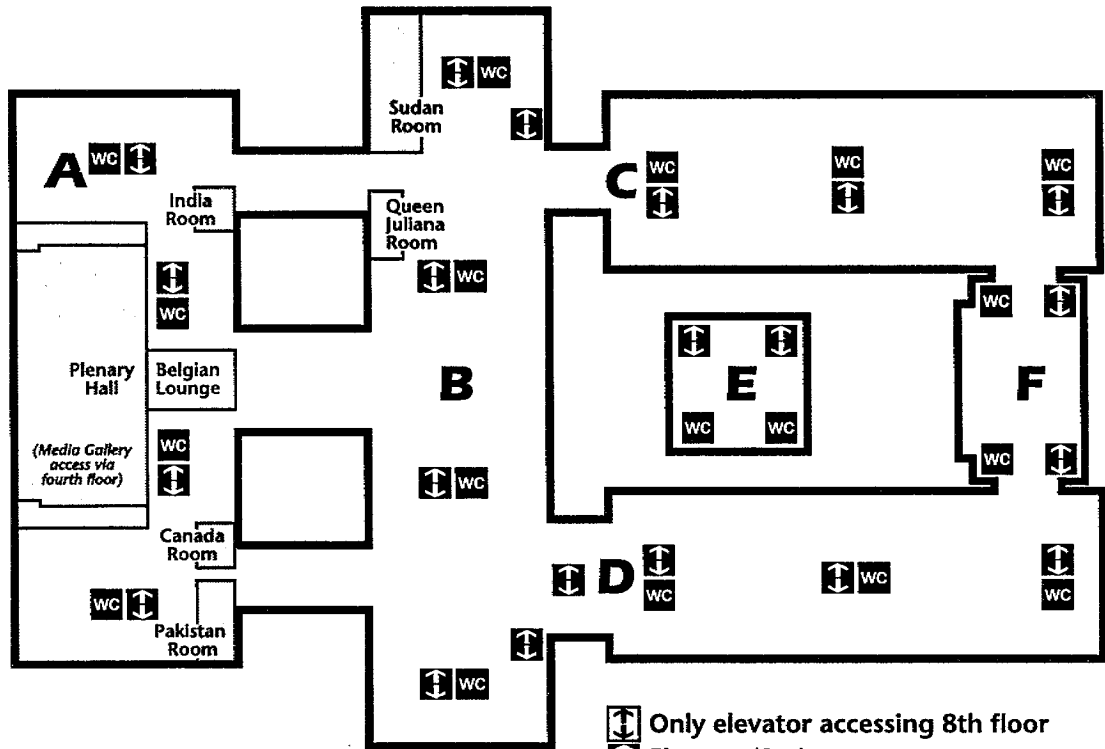 WC
Sudan
Room
A
WC
C
WC
WC
WC
India
Room
Queen
Juliana
Room
WC
WC
WC
Plenary
Hall
Belgian
Lounge
B
E
F
WC
WC
(Media Gallery
access via
fourth floor)
WC
WC
WC
Canada
Room
D
WC
WC
WC
WC
Pakistan
Room
WC
Only elevator accessing 8th floor